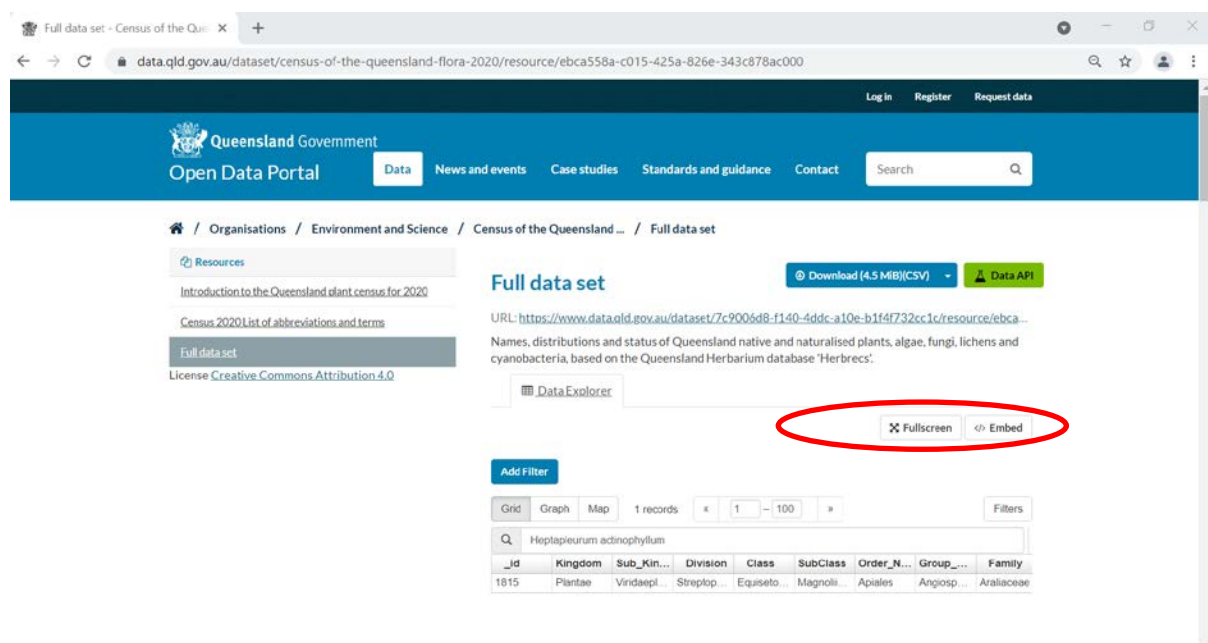 Full data set - Census of the Que
data.qld.gov.au/dataset/census-of-the-queensland-flora-2020/resource/ebca558a-c015-425a-826e-343c878ac000
Log in Register Request data
Queensland Government
Open Data Portal
Data News and events Case studies Standards and guidance Contact Search
/ Organisations / Environment and Science / Census of the Queensland ... / Full data set
Resources
Introduction to the Queensland plant census for 2020
Census 2020 List of abbreviations and terms
Full data set
License Creative Commons Attribution 4.0
Full data set
Download (4.5 MiB)(CSV) Data API
URL: https://www.data.qld.gov.au/dataset/7c9006d8-f140-4ddc-a10e-b1f4f732cc1c/resource/ebca...
Names, distributions and status of Queensland native and naturalised plants, algae, fungi, lichens and
cyanobacteria, based on the Queensland Herbarium database 'Herbrecs'.
Data Explorer
Fullscreen </> Embed
Add Filter
Grid Graph Map 1 records « 1 – 100 » Filters
Heptapleurum actinophyllum
_id Kingdom Sub_Kin... Division Class SubClass Order_N... Group_... Family
1815 Plantae Viridaepl... Streptop... Equiseto... Magnolii... Apiales Angiosp... Araliaceae